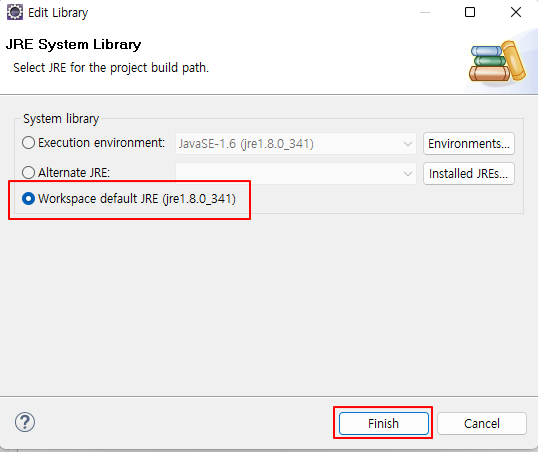 Edit Library
JRE System Library
Select JRE for the project build path.
System library
Execution environment: JavaSE-1.6 (jre1.8.0_341) Environments...
Alternate JRE: Installed JREs...
Workspace default JRE (jre1.8.0_341)
? Finish Cancel